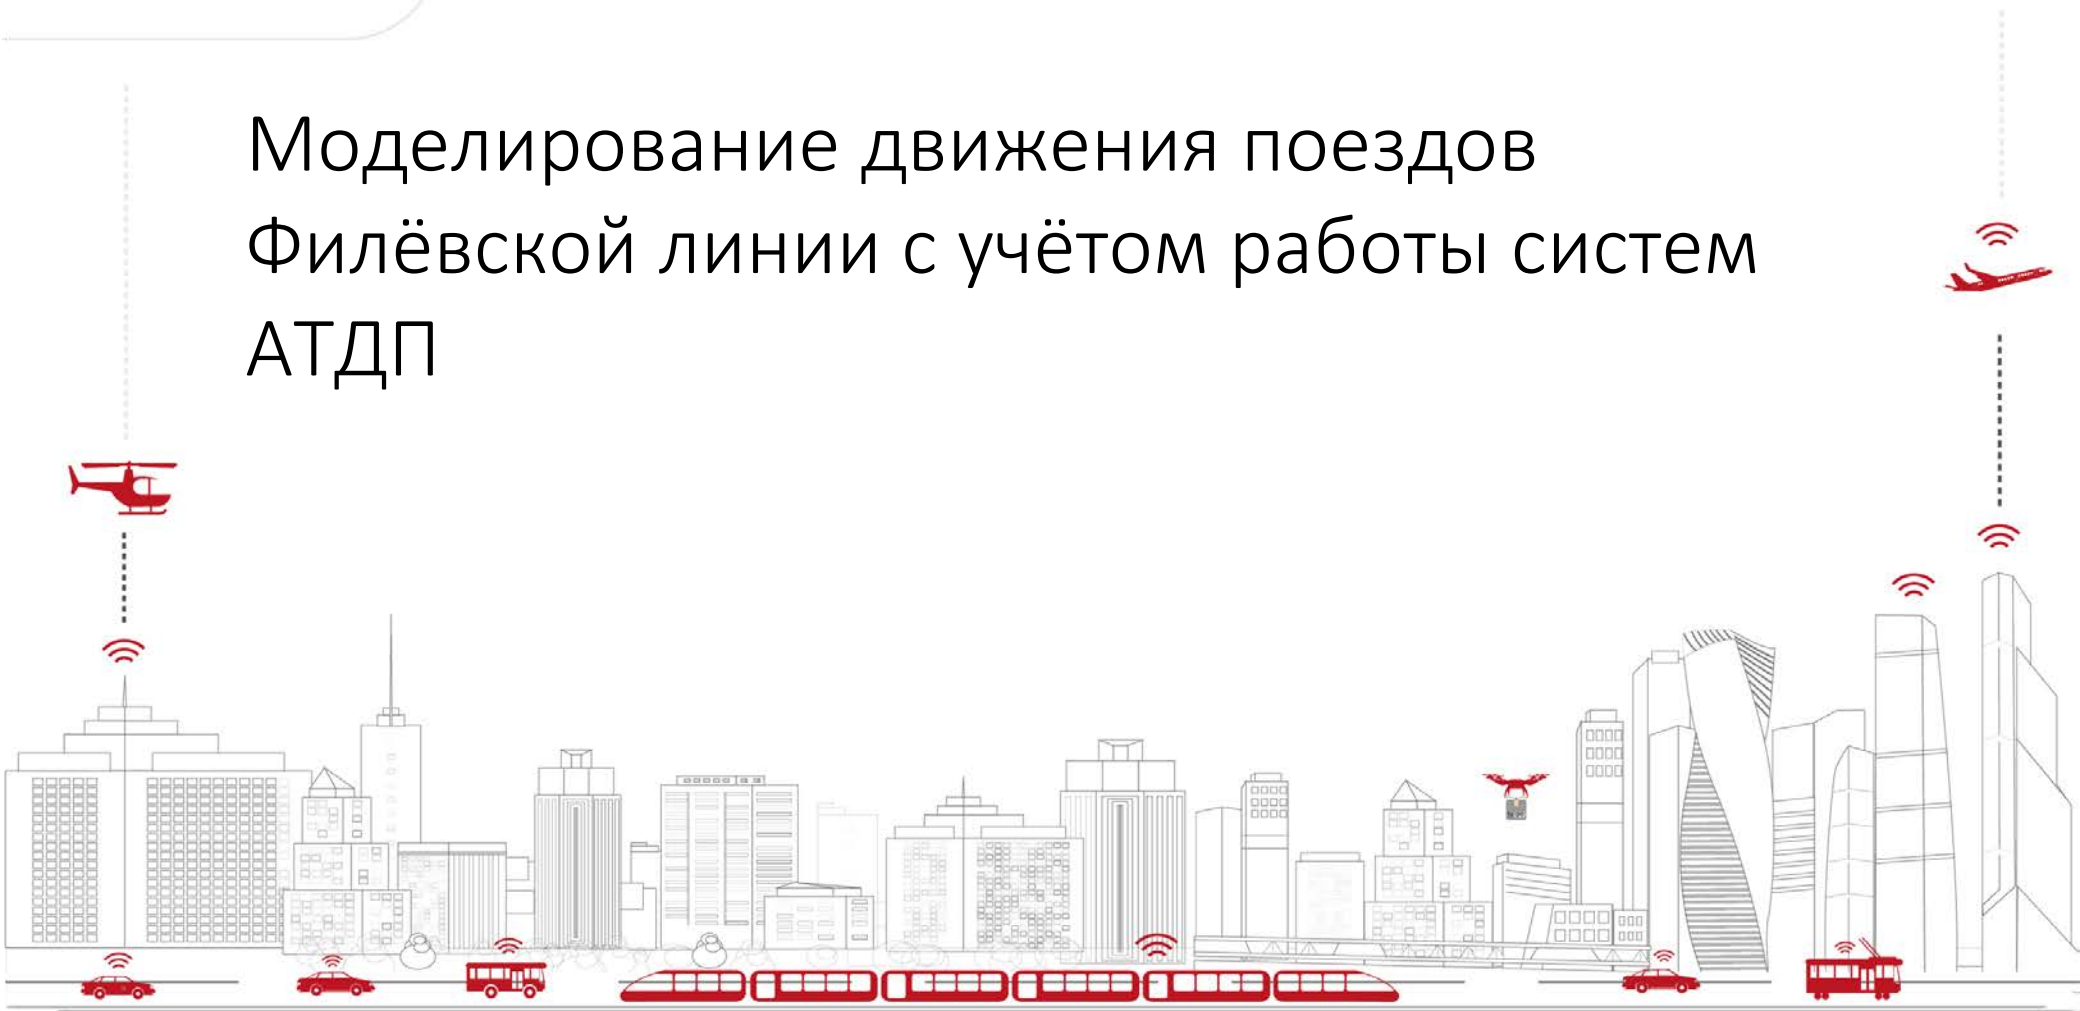 Моделирование движения поездов
Филёвской линии с учётом работы систем
АТДП